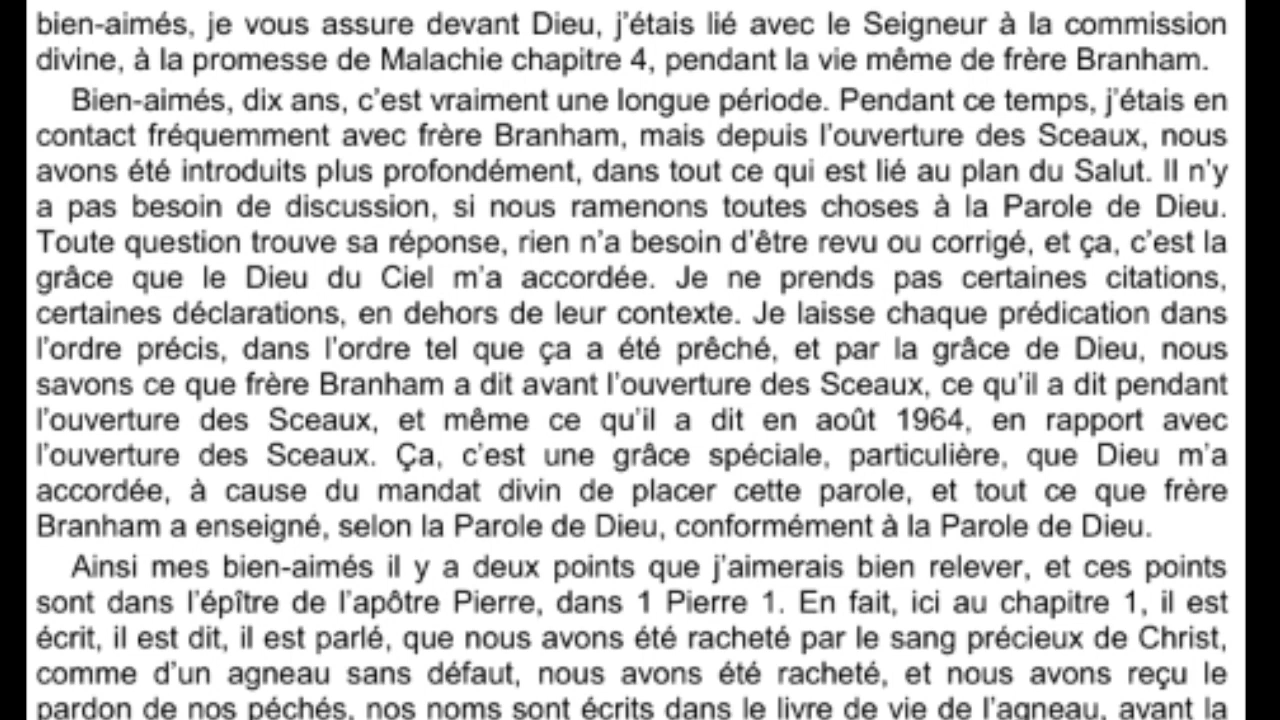 bien-aimés, je vous assure devant Dieu, j'étais lié avec le Seigneur à la commission
divine, à la promesse de Malachie chapitre 4, pendant la vie même de frère Branham.
Bien-aimés, dix ans, c'est vraiment une longue période. Pendant ce temps, j'étais en
contact fréquemment avec frère Branham, mais depuis l'ouverture des Sceaux, nous
avons été introduits plus profondément, dans tout ce qui est lié au plan du Salut. Il n'y
a pas besoin de discussion, si nous ramenons toutes choses à la Parole de Dieu.
Toute question trouve sa réponse, rien n'a besoin d'être revu ou corrigé, et ça, c'est la
grâce que le Dieu du Ciel m'a accordée. Je ne prends pas certaines citations,
certaines déclarations, en dehors de leur contexte. Je laisse chaque prédication dans
l'ordre précis, dans l'ordre tel que ça a été prêché, et par la grâce de Dieu, nous
savons ce que frère Branham a dit avant l'ouverture des Sceaux, ce qu'il a dit pendant
l'ouverture des Sceaux, et même ce qu'il a dit en août 1964, en rapport avec
l'ouverture des Sceaux. Ça, c'est une grâce spéciale, particulière, que Dieu m'a
accordée, à cause du mandat divin de placer cette parole, et tout ce que frère
Branham a enseigné, selon la Parole de Dieu, conformément à la Parole de Dieu.
Ainsi mes bien-aimés il y a deux points que j'aimerais bien relever, et ces points
sont dans l'épître de l'apôtre Pierre, dans 1 Pierre 1. En fait, ici au chapitre 1, il est
écrit, il est dit, il est parlé, que nous avons été racheté par le sang précieux de Christ,
comme d'un agneau sans défaut, nous avons été racheté, et nous avons reçu le
pardon de nos péchés, nos noms sont écrits dans le livre de vie de l'agneau, avant la